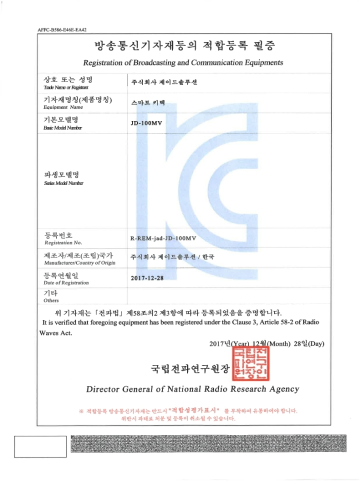 AFFC-B586-E46E-EA42
방송통신기자재등의 적합등록 필증
Registration of Broadcasting and Communication Equipments
상호 또는 성명
Trade Name or Registrant
주식회사 제이드솔루션
기자재명칭(제품명칭)
Equipment Name
스마트 키맥
기본모델명
Basic Model Number
JD-100MV
파생모델명
Series Model Number
등록번호
Registration No.
R-REM-jad-JD-100MV
제조자/제조(조립)국가
Manufacturer/Country of Origin
주식회사 제이드솔루션 / 한국
등록연월일
Date of Registration
2017-12-28
기타
Others
위 기자재는 「전파법」 제58조의2 제3항에 따라 등록되었음을 증명합니다.
It is verified that foregoing equipment has been registered under the Clause 3, Article 58-2 of Radio
Waves Act.
2017년(Year) 12월(Month) 28일(Day)
국립전파연구원장
Director General of National Radio Research Agency
※ 적합등록 방송통신기자재는 반드시 "적합성평가표시" 를 부착하여 유통하여야 합니다.
위반시 과태료 처분 및 등록이 취소될 수 있습니다.